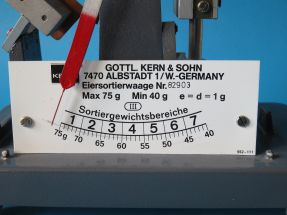 KERN
GOTTL. KERN & SOHN
7470 ALBSTADT 1/W.-GERMANY
Eiersortierwaage Nr. 82903
Max 75 g Min 40 g e = d = 1 g
III
Sortiergewichtsbereiche
1 2 3 4 5 6 7
75g 70 65 60 55 50 45 40